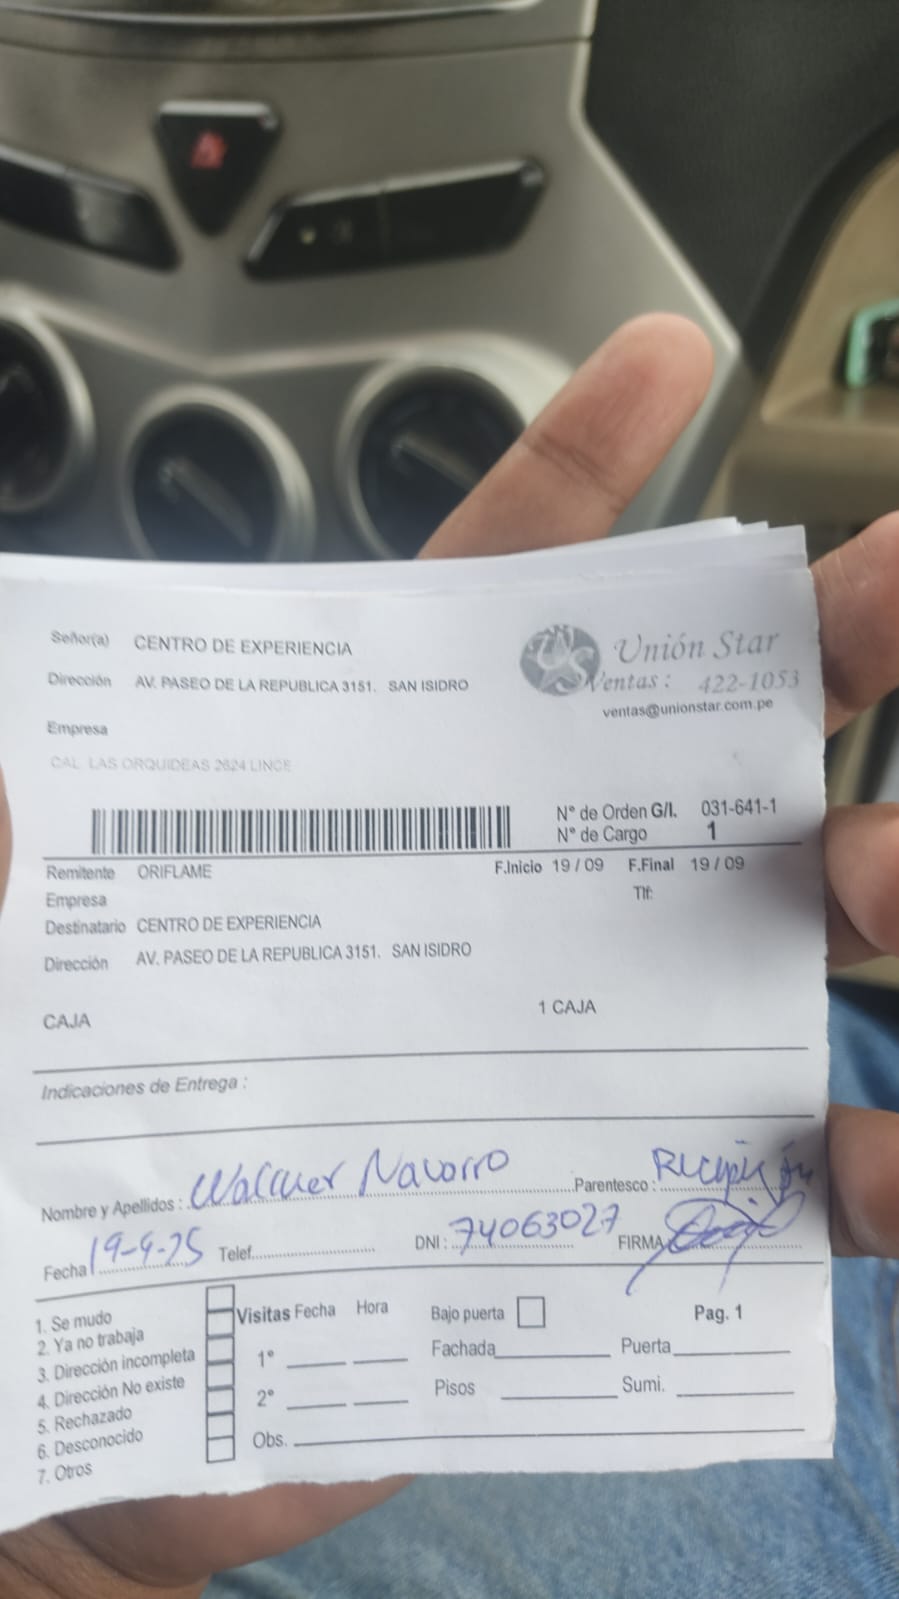 Señor(a) CENTRO DE EXPERIENCIA
Dirección AV. PASEO DE LA REPUBLICA 3151. SAN ISIDRO
Unión Star
Ventas : 422-1053
ventas@unionstar.com.pe
Empresa
CAL LAS ORQUIDEAS 2624 LINCE
N° de Orden G/I. 031-641-1
N° de Cargo 1
Remitente ORIFLAME F.Inicio 19 / 09 F.Final 19 / 09
Empresa Tlf:
Destinatario CENTRO DE EXPERIENCIA
Dirección AV. PASEO DE LA REPUBLICA 3151. SAN ISIDRO
CAJA 1 CAJA
Indicaciones de Entrega :
Nombre y Apellidos : Navarro Parentesco :
Fecha 19-9-25 Telef. DNI : 74063027 FIRMA
1. Se mudo
2. Ya no trabaja
3. Dirección incompleta
4. Dirección No existe
5. Rechazado
6. Desconocido
7. Otros
Visitas Fecha Hora Bajo puerta Pag. 1
1° Fachada Puerta
2° Pisos Sumi.
Obs.